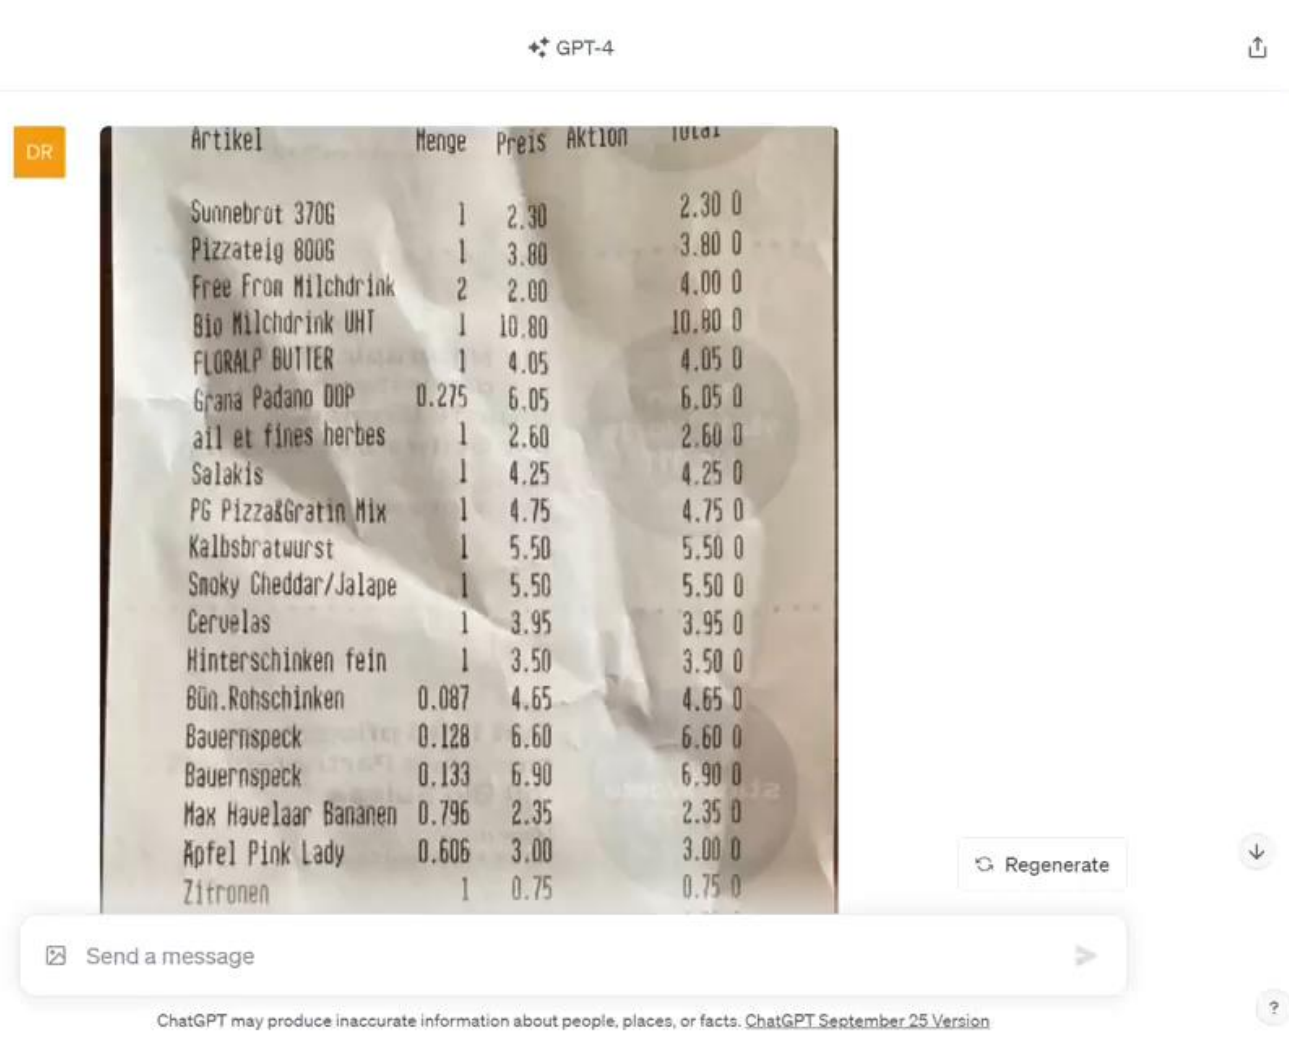 GPT-4
DR
Artikel Menge Preis Aktion Total
Sunnebrot 370G 1 2.30 2.30 0
Pizzateig 800G 1 3.80 3.80 0
Free From Milchdrink 2 2.00 4.00 0
Bio Milchdrink UHT 1 10.80 10.80 0
FLORALP BUTTER 1 4.05 4.05 0
Grana Padano DOP 0.275 6.05 6.05 0
ail et fines herbes 1 2.60 2.60 0
Salakis 1 4.25 4.25 0
PG Pizza&Gratin Mix 1 4.75 4.75 0
Kalbsbratwurst 1 5.50 5.50 0
Smoky Cheddar/Jalape 1 5.50 5.50 0
Cervelas 1 3.95 3.95 0
Hinterschinken fein 1 3.50 3.50 0
Bün.Rohschinken 0.087 4.65 4.65 0
Bauernspeck 0.128 6.60 6.60 0
Bauernspeck 0.133 6.90 6.90 0
Max Havelaar Bananen 0.796 2.35 2.35 0
Äpfel Pink Lady 0.606 3.00 3.00 0
Zitronen 1 0.75 0.75 0
Regenerate
Send a message
ChatGPT may produce inaccurate information about people, places, or facts. ChatGPT September 25 Version
?